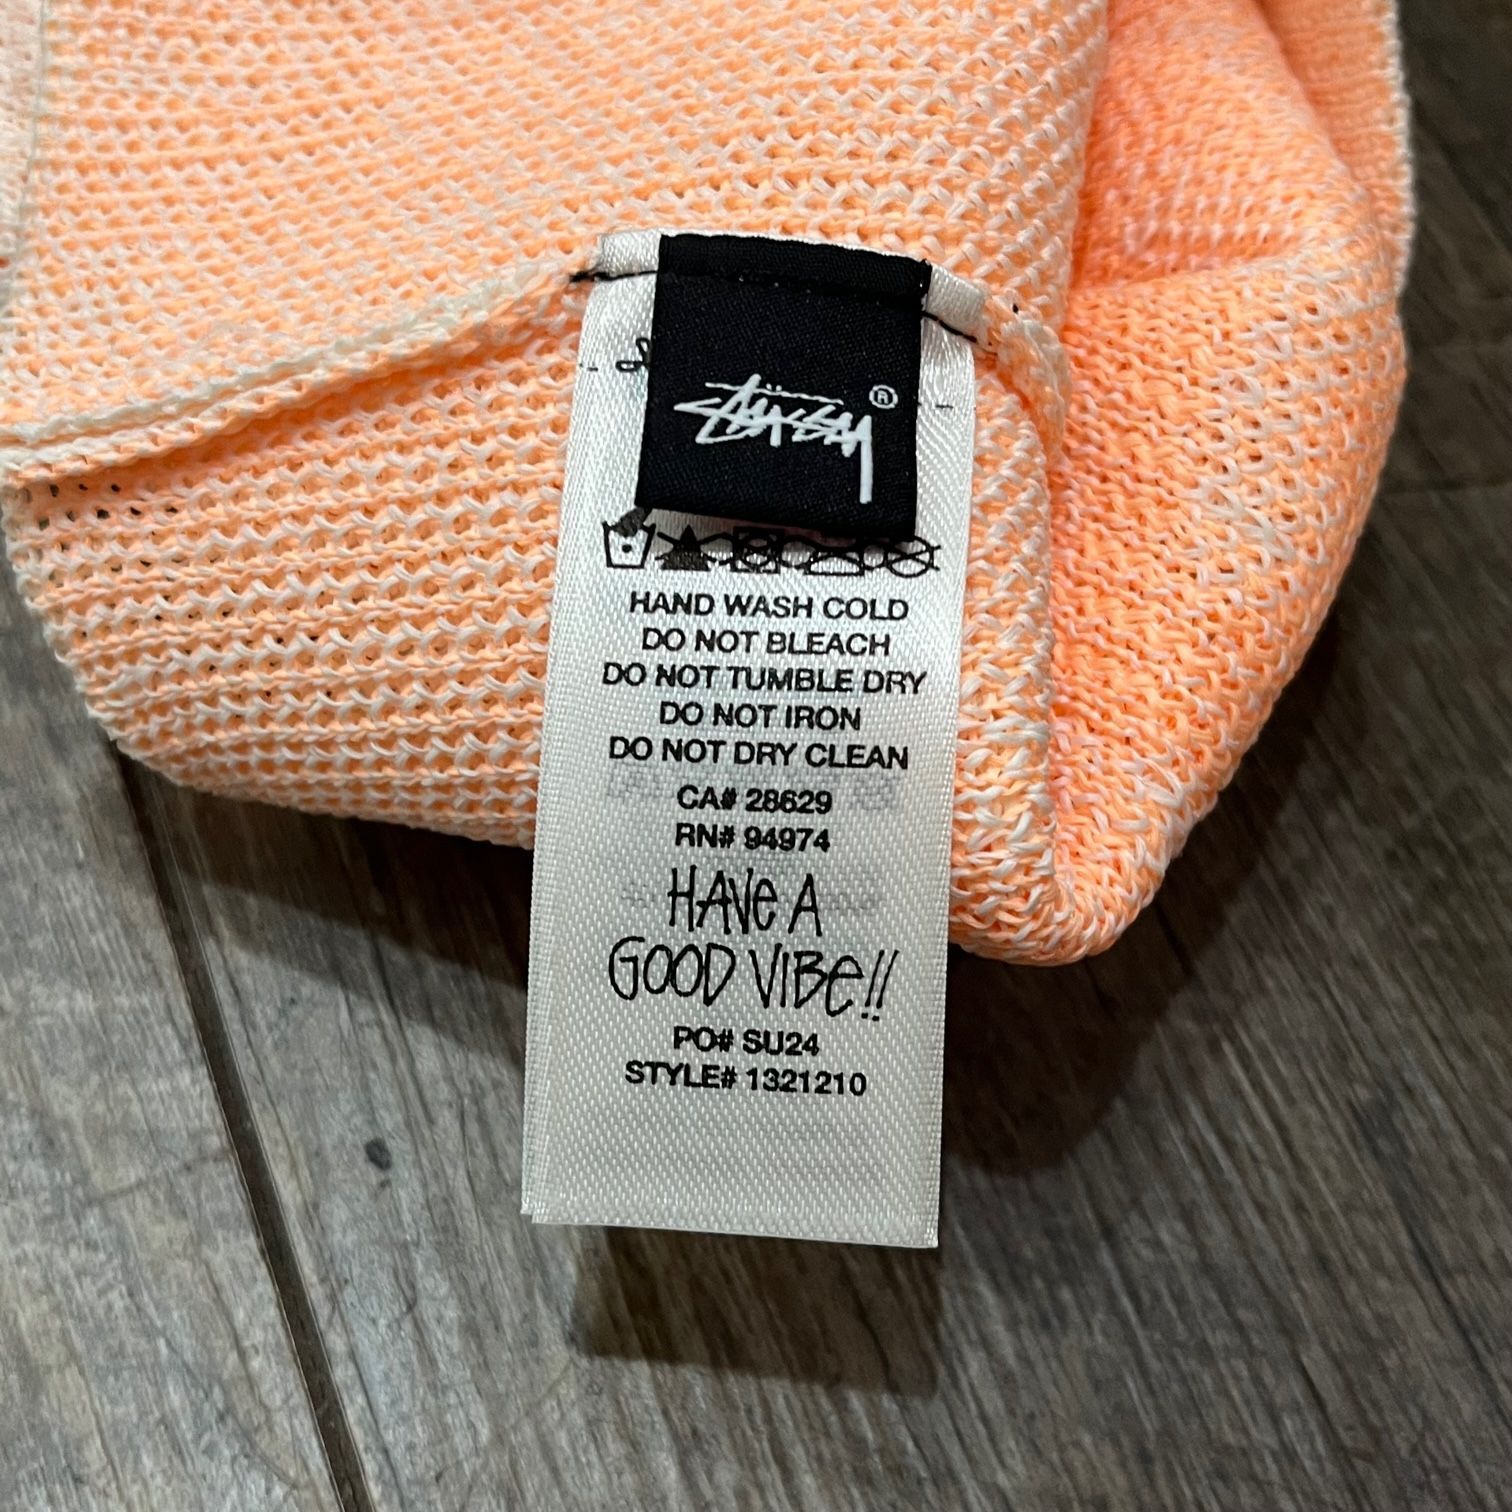 Stüssy ®
HAND WASH COLD
DO NOT BLEACH
DO NOT TUMBLE DRY
DO NOT IRON
DO NOT DRY CLEAN
CA# 28629
RN# 94974
HAVe A
GOOD VIBe!!
PO# SU24
STYLE# 1321210